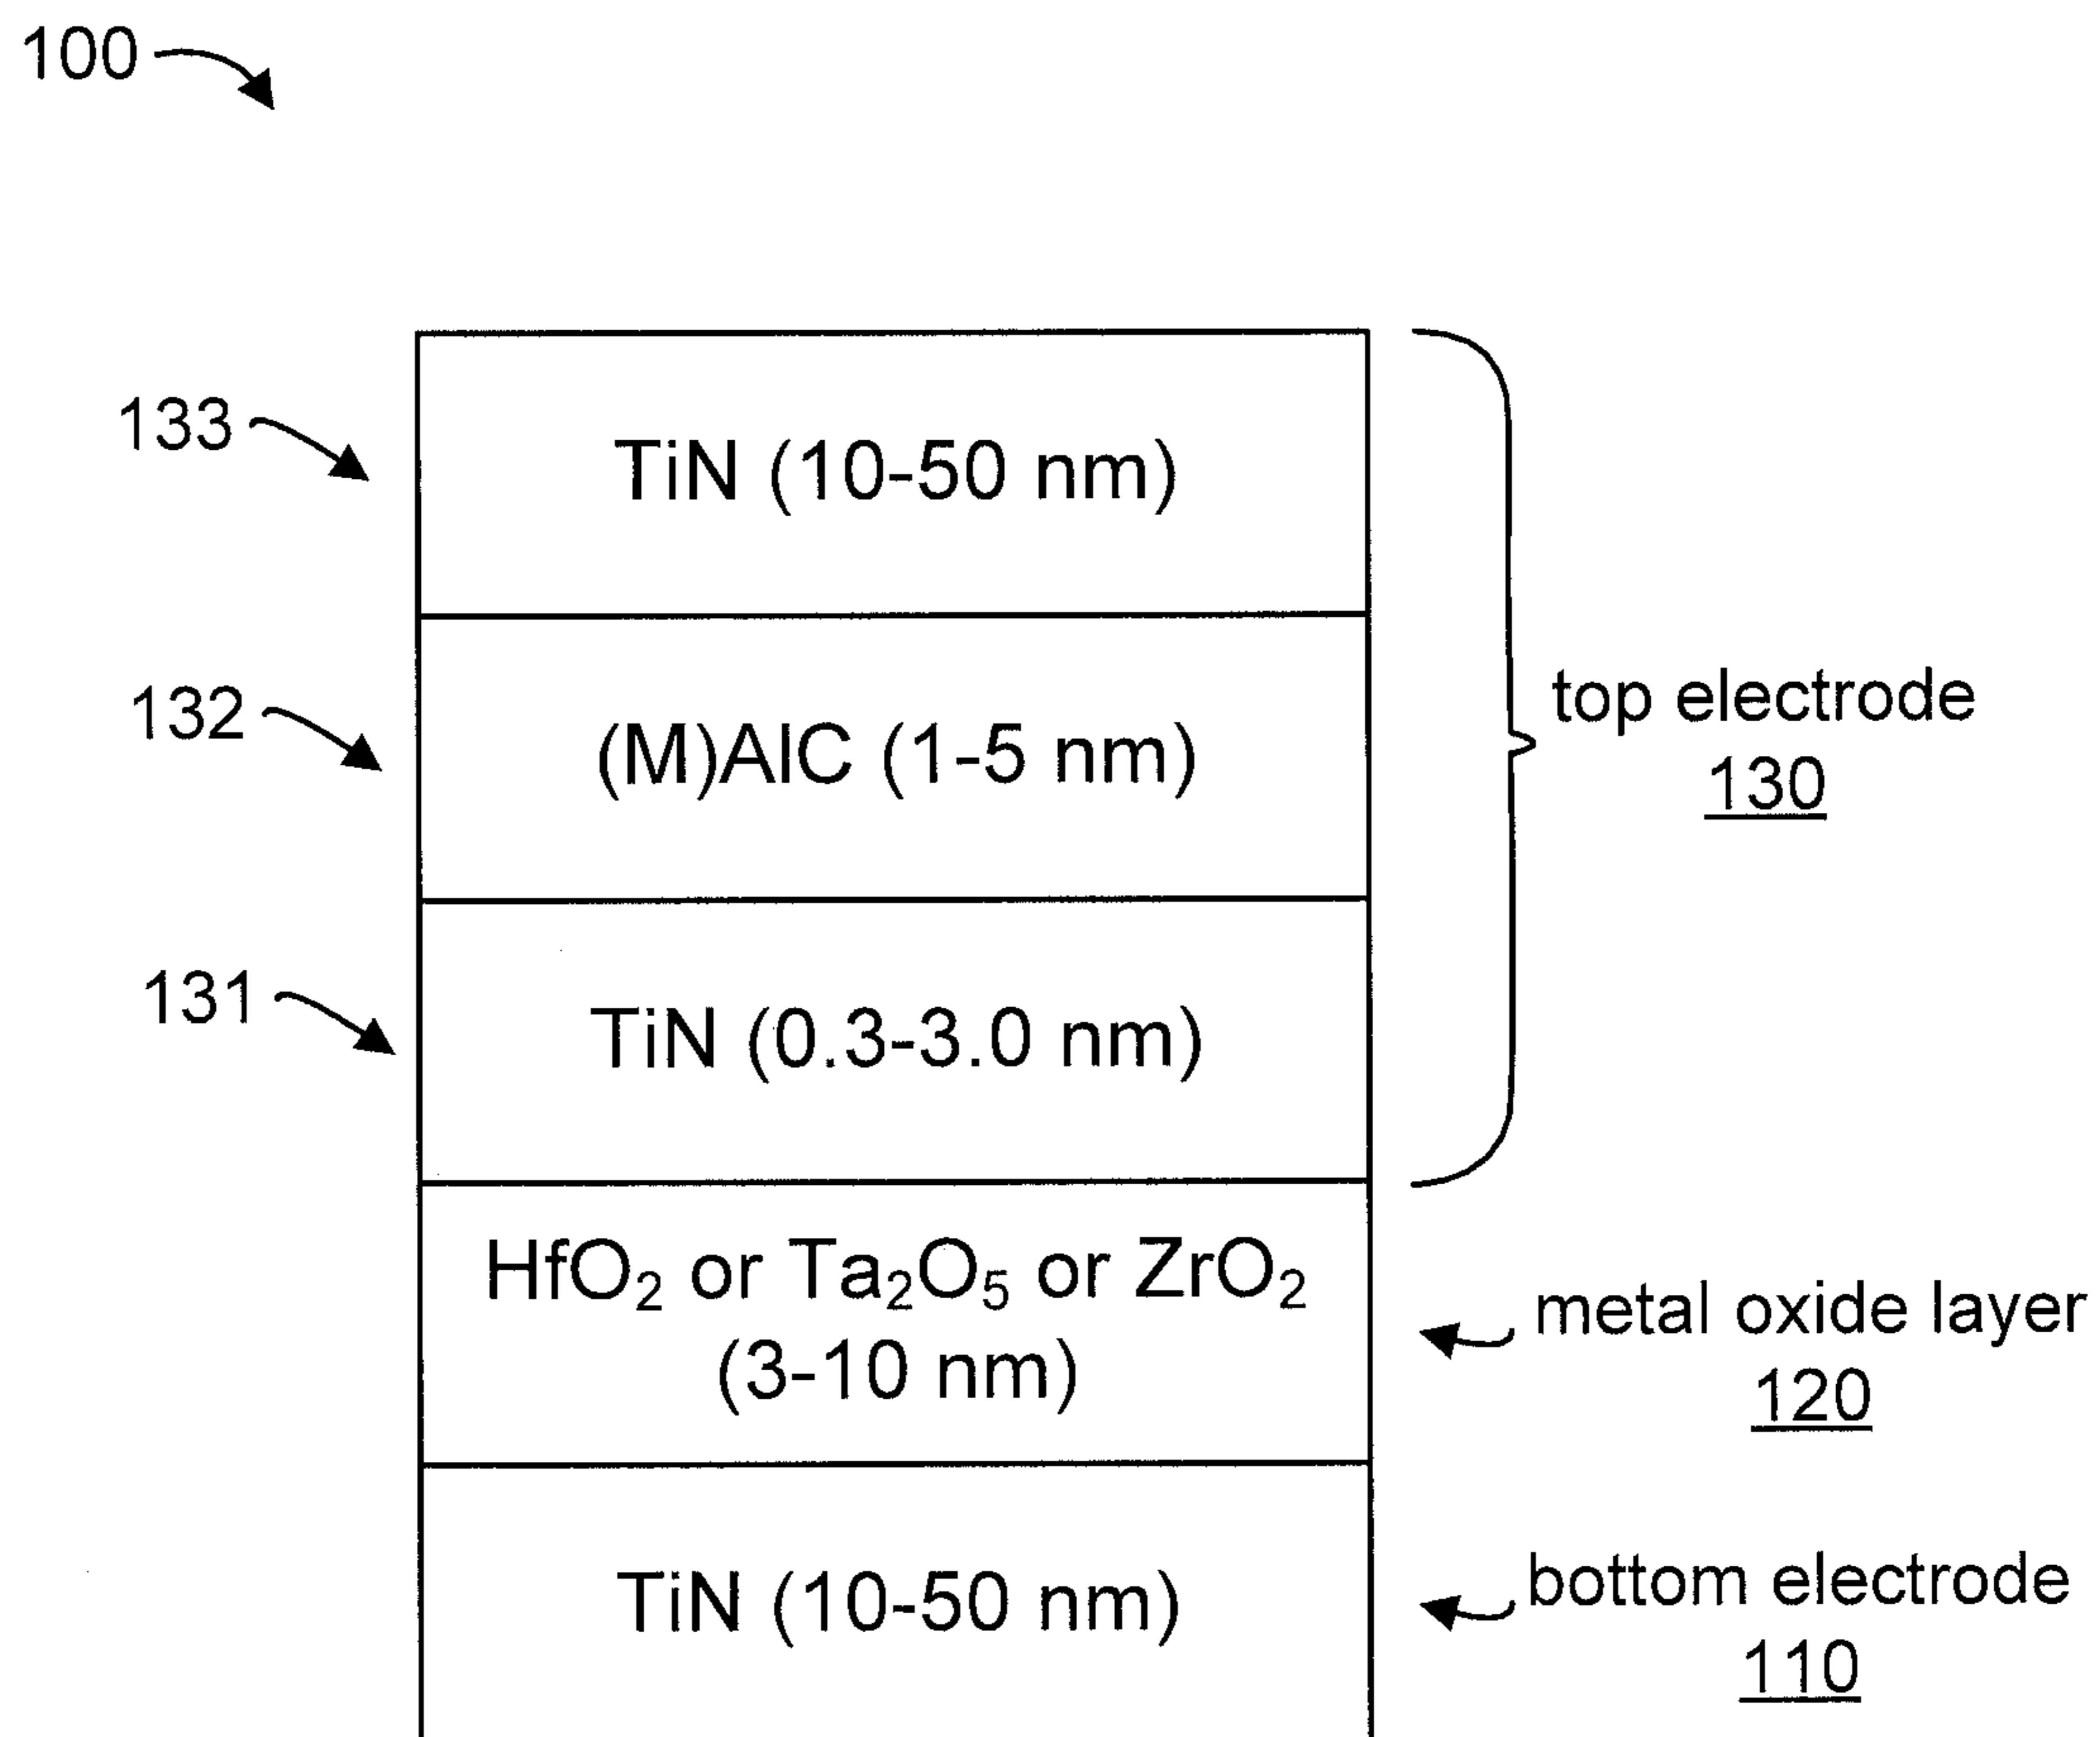 100
133
TiN (10-50 nm)
132
(M)AlC (1-5 nm)
top electrode
130
131
TiN (0.3-3.0 nm)
HfO₂ or Ta₂O₅ or ZrO₂
(3-10 nm)
metal oxide layer
120
TiN (10-50 nm)
bottom electrode
110